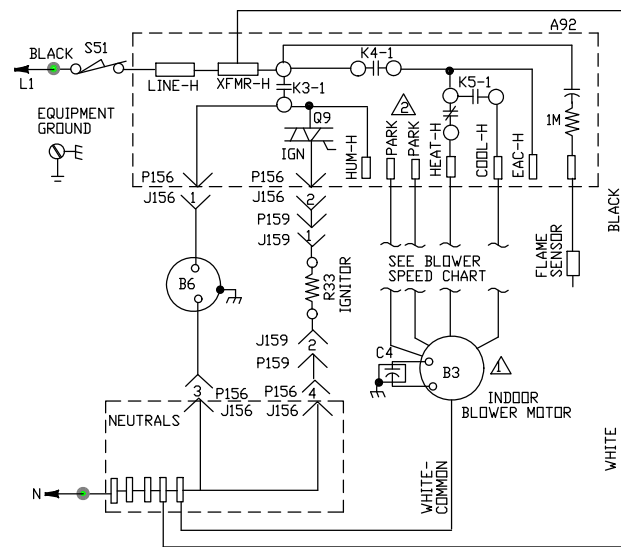 A92
BLACK
S51
L1
LINE-H
XFMR-H
K4-1
K3-1
K5-1
EQUIPMENT
GROUND
Q9
IGN
HUM-H
PARK
2
PARK
HEAT-H
COOL-H
EAC-H
1M
P156
J156
1
P156
J156
2
P159
J159
1
BLACK
FLAME
SENSOR
SEE BLOWER
SPEED CHART
B6
R33
IGNITOR
J159
2
P159
C4
B3
1
INDOOR
BLOWER MOTOR
3
P156
J156
P156
J156
4
NEUTRALS
N
WHITE-
COMMON
WHITE